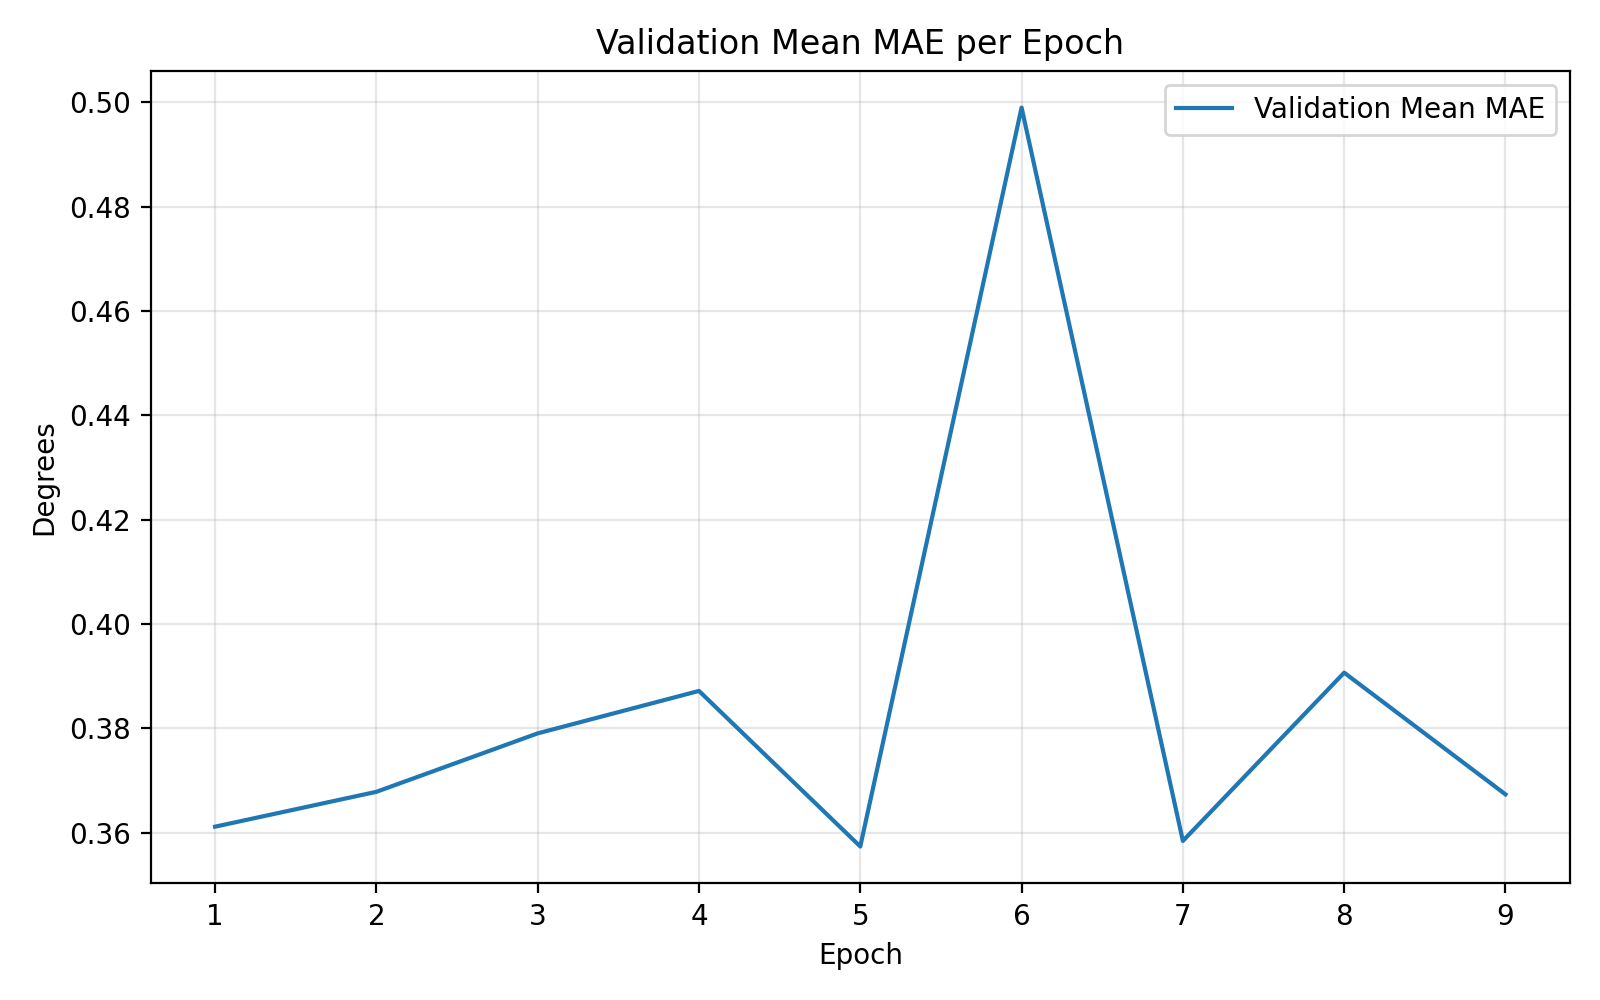 Validation Mean MAE per Epoch
Validation Mean MAE
0.50
0.48
0.46
0.44
0.42
0.40
0.38
0.36
Degrees
1 2 3 4 5 6 7 8 9
Epoch